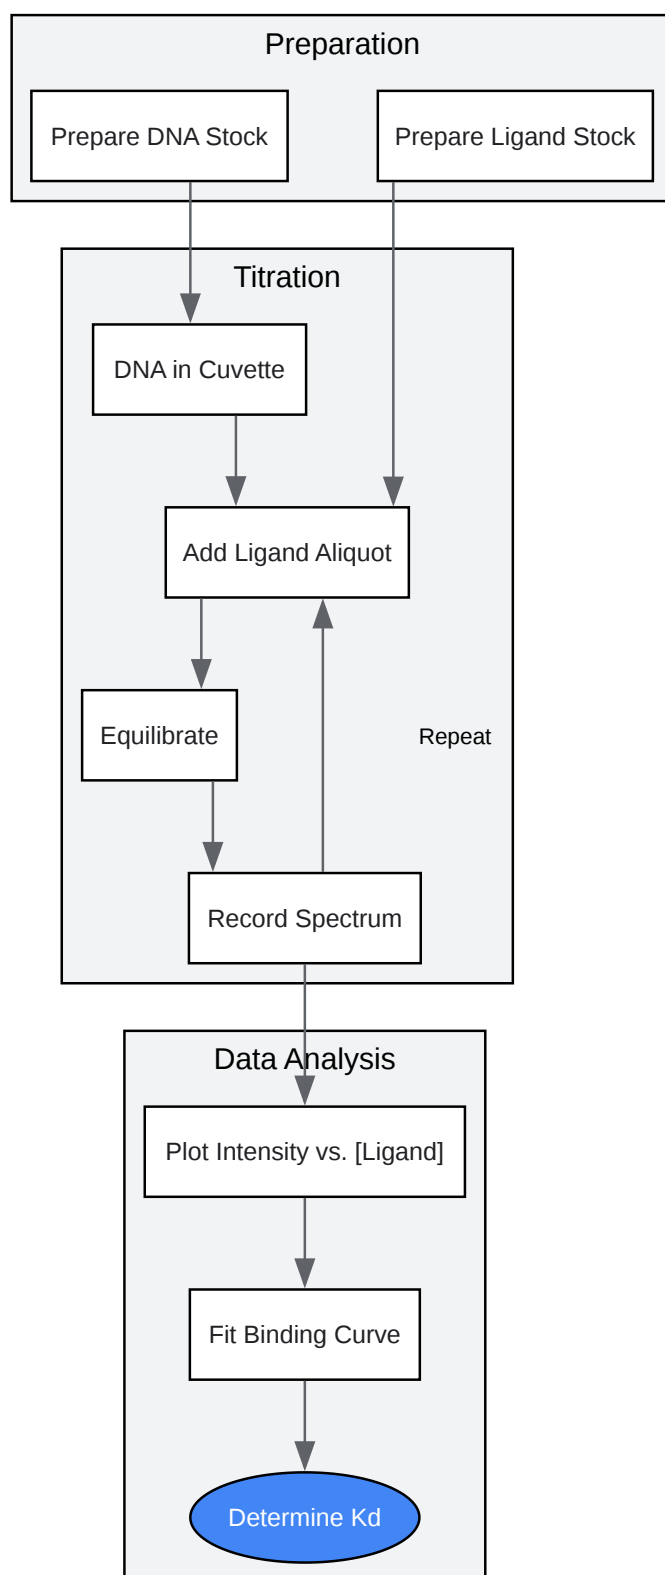 Preparation
Prepare DNA Stock
Prepare Ligand Stock
Titration
DNA in Cuvette
Add Ligand Aliquot
Equilibrate
Repeat
Record Spectrum
Data Analysis
Plot Intensity vs. [Ligand]
Fit Binding Curve
Determine Kd